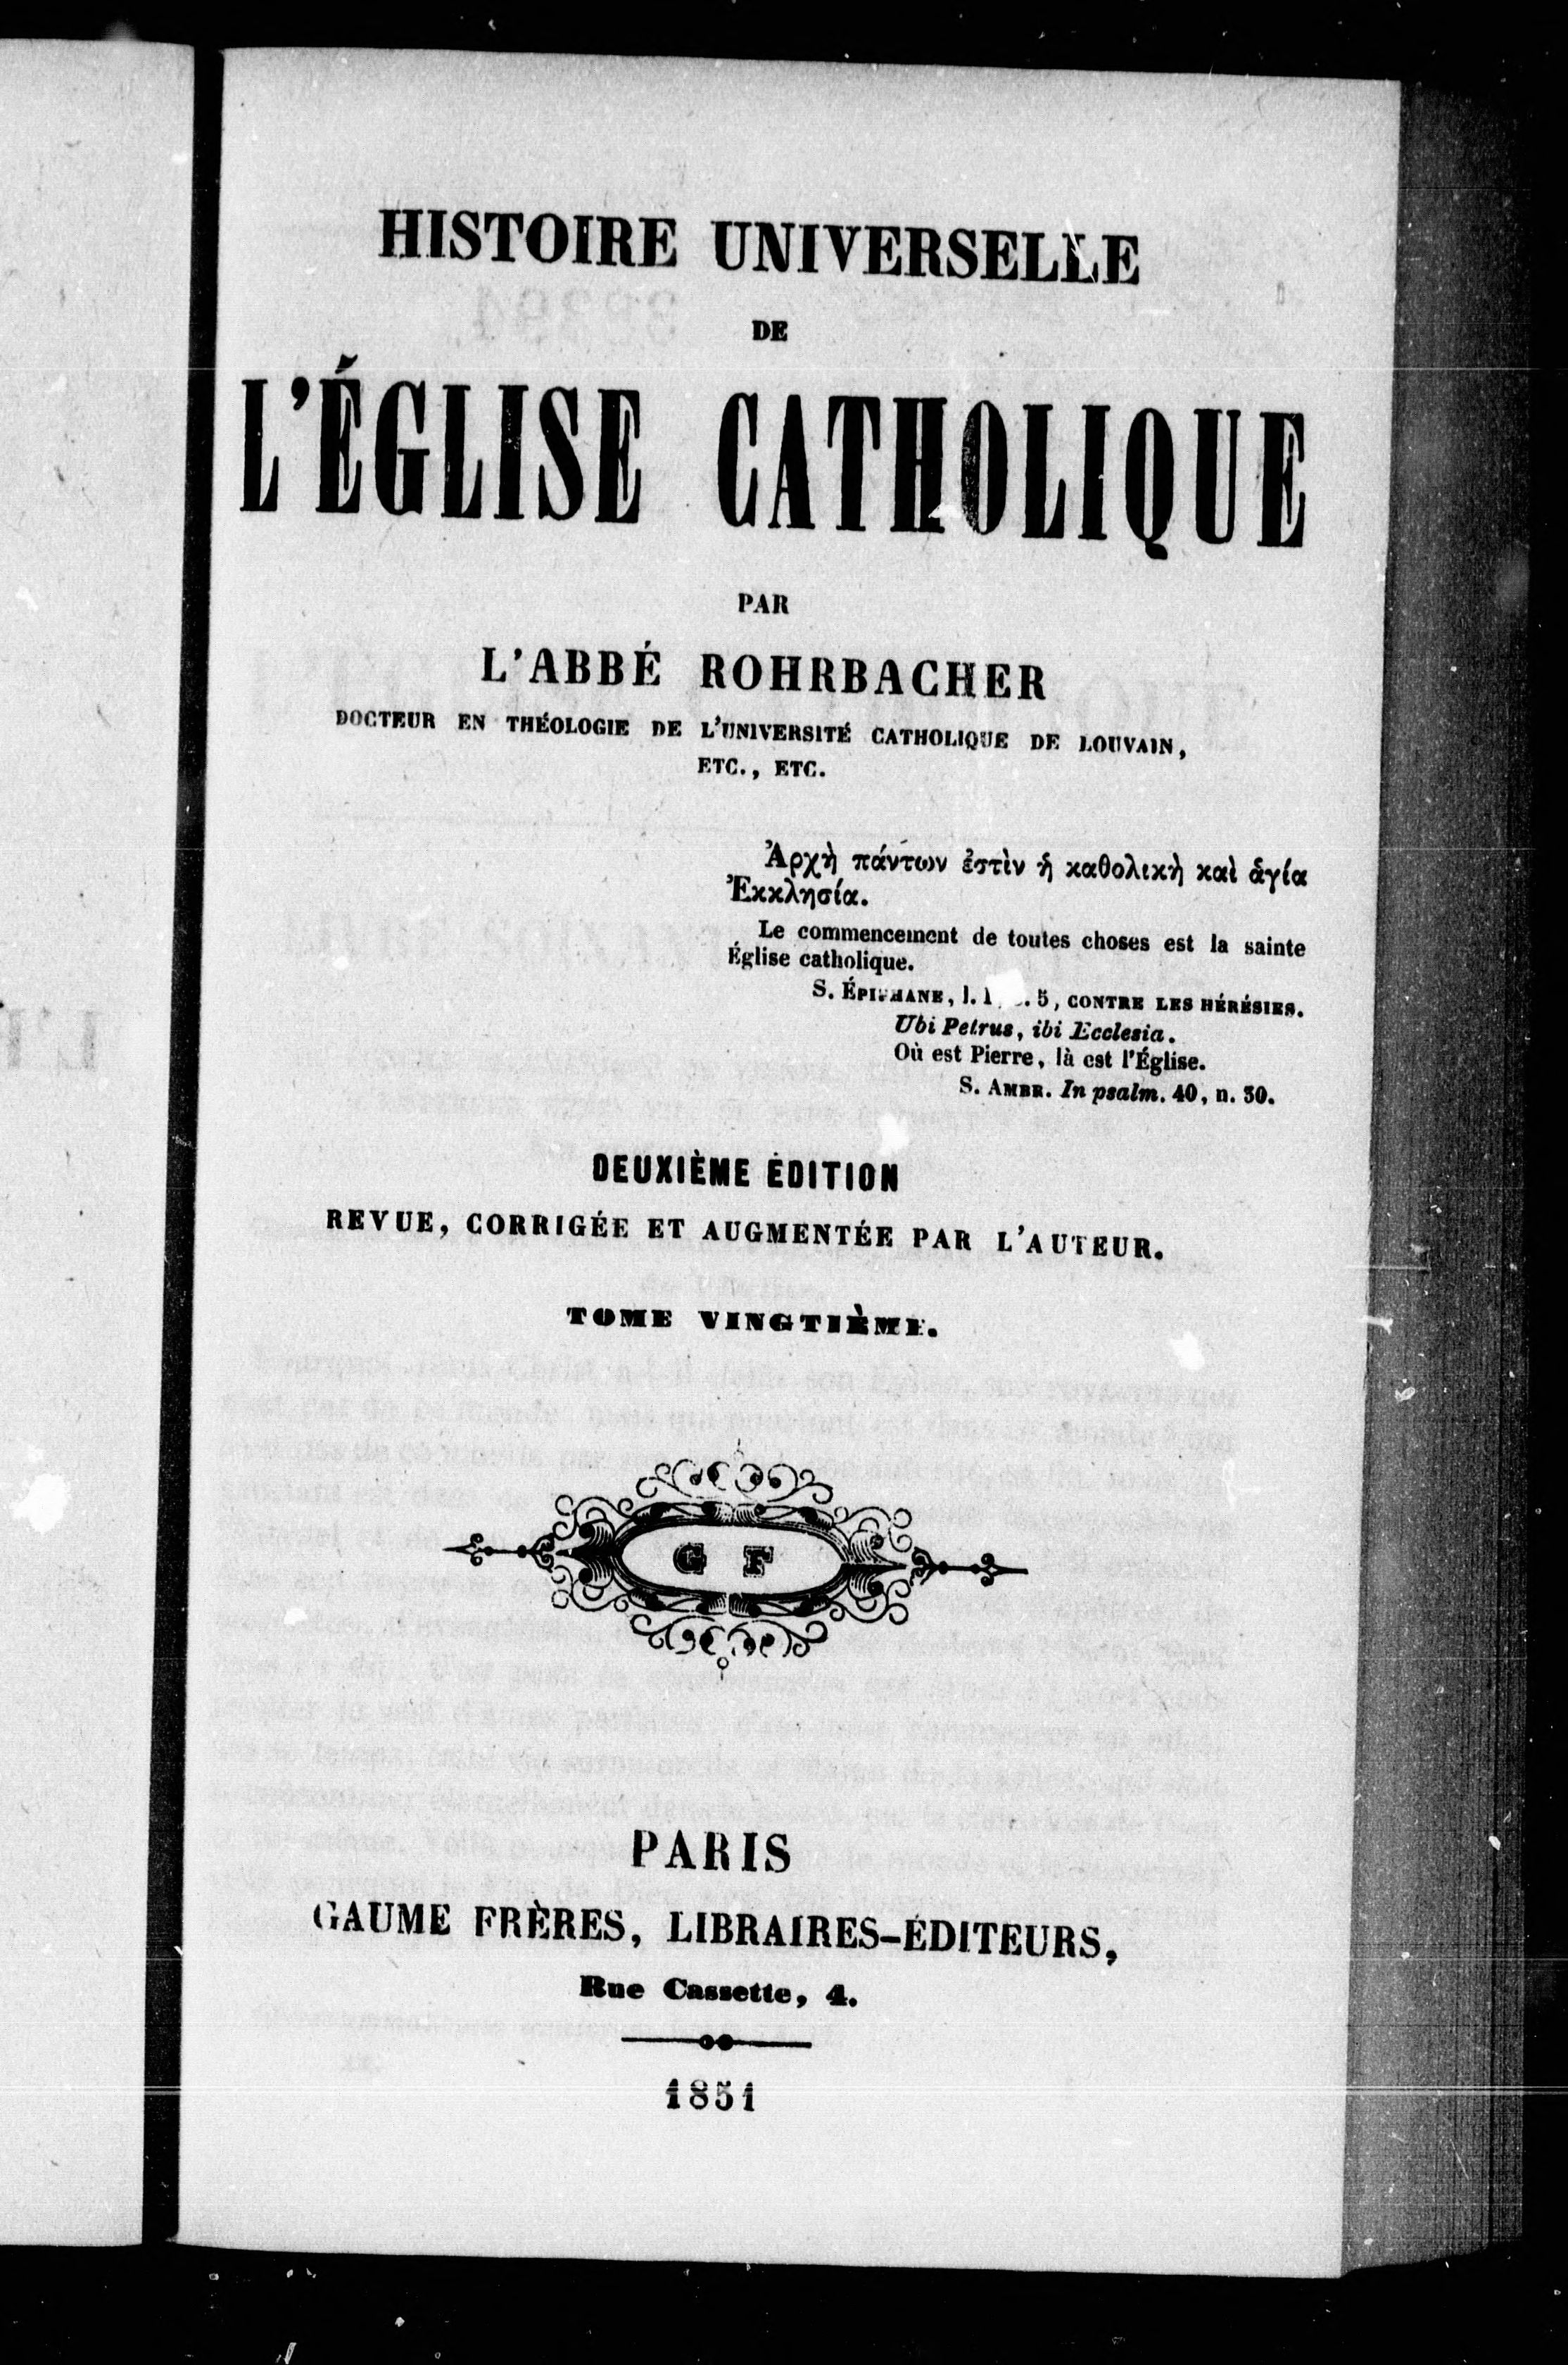 HISTOIRE UNIVERSELLE
DE
L'ÉGLISE CATHOLIQUE
PAR
L'ABBÉ ROHRBACHER
DOCTEUR EN THÉOLOGIE DE L'UNIVERSITÉ CATHOLIQUE DE LOUVAIN,
ETC., ETC.
Ἀρχὴ πάντων ἐστὶν ἡ καθολικὴ καὶ ἁγία
Ἐκκλησία.
Le commencement de toutes choses est la sainte
Église catholique.
S. ÉPIPHANE, l. 1, . 5, CONTRE LES HÉRÉSIES.
Ubi Petrus, ibi Ecclesia.
Où est Pierre, là est l'Église.
S. AMBR. In psalm. 40, n. 30.
DEUXIÈME ÉDITION
REVUE, CORRIGÉE ET AUGMENTÉE PAR L'AUTEUR.
TOME VINGTIÈME.
G F
PARIS
GAUME FRÈRES, LIBRAIRES-ÉDITEURS,
Rue Cassette, 4.
1851